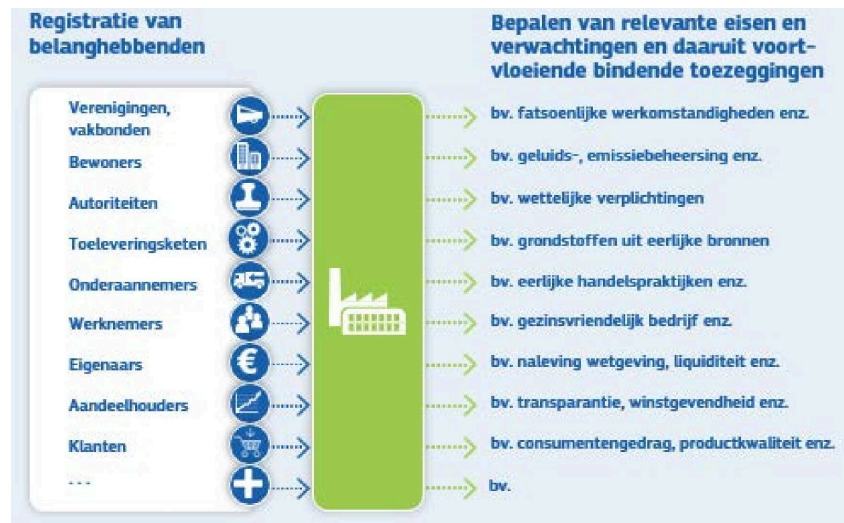 Registratie van
belanghebbenden
Bepalen van relevante eisen en
verwachtingen en daaruit voort-
vloeiende bindende toezeggingen
Verenigingen,
vakbonden
bv. fatsoenlijke werkomstandigheden enz.
Bewoners
bv. geluids-, emissiebeheersing enz.
Autoriteiten
bv. wettelijke verplichtingen
Toeleveringsketen
bv. grondstoffen uit eerlijke bronnen
Onderaannemers
bv. eerlijke handelspraktijken enz.
Werknemers
bv. gezinsvriendelijk bedrijf enz.
Eigenaars
€
bv. naleving wetgeving, liquiditeit enz.
Aandeelhouders
bv. transparantie, winstgevendheid enz.
Klanten
bv. consumentengedrag, productkwaliteit enz.
...
bv.